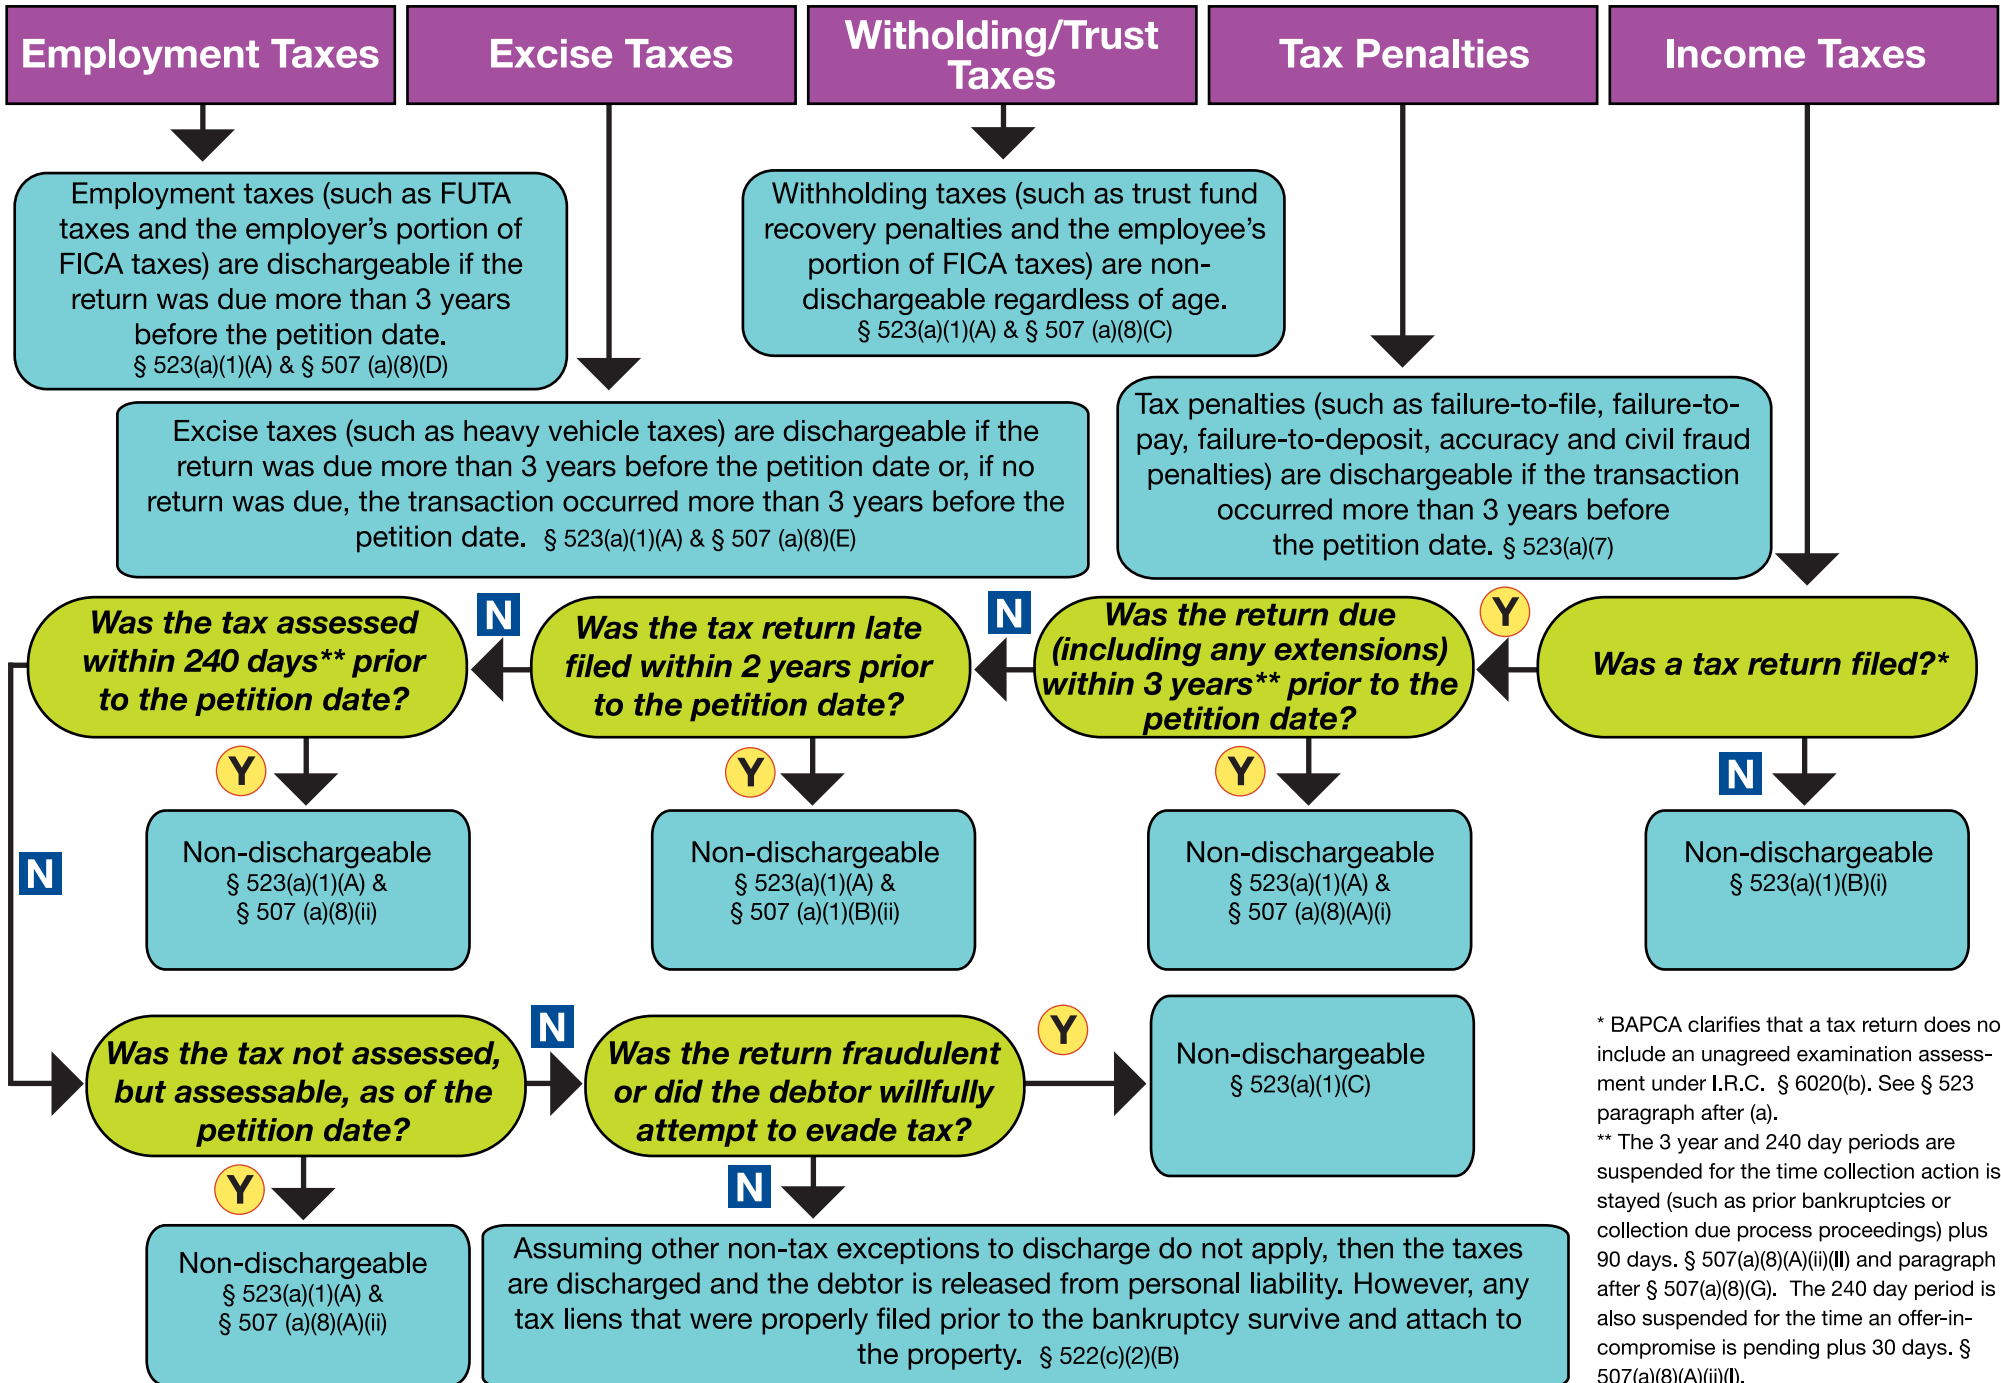 Employment Taxes
Excise Taxes
Witholding/Trust
Taxes
Tax Penalties
Income Taxes
Employment taxes (such as FUTA
taxes and the employer's portion of
FICA taxes) are dischargeable if the
return was due more than 3 years
before the petition date.
§ 523(a)(1)(A) & § 507 (a)(8)(D)
Withholding taxes (such as trust fund
recovery penalties and the employee's
portion of FICA taxes) are non-
dischargeable regardless of age.
§ 523(a)(1)(A) & § 507 (a)(8)(C)
Excise taxes (such as heavy vehicle taxes) are dischargeable if the
return was due more than 3 years before the petition date or, if no
return was due, the transaction occurred more than 3 years before the
petition date. § 523(a)(1)(A) & § 507 (a)(8)(E)
Tax penalties (such as failure-to-file, failure-to-
pay, failure-to-deposit, accuracy and civil fraud
penalties) are dischargeable if the transaction
occurred more than 3 years before
the petition date. § 523(a)(7)
Was a tax return filed?*
Y
N
Non-dischargeable
§ 523(a)(1)(B)(i)
Was the return due
(including any extensions)
within 3 years** prior to the
petition date?
N
Y
Non-dischargeable
§ 523(a)(1)(A) &
§ 507 (a)(8)(A)(i)
Was the tax return late
filed within 2 years prior
to the petition date?
N
Y
Non-dischargeable
§ 523(a)(1)(A) &
§ 507 (a)(1)(B)(ii)
Was the tax assessed
within 240 days** prior
to the petition date?
Y
N
Non-dischargeable
§ 523(a)(1)(A) &
§ 507 (a)(8)(ii)
Was the tax not assessed,
but assessable, as of the
petition date?
N
Y
Non-dischargeable
§ 523(a)(1)(A) &
§ 507 (a)(8)(A)(ii)
Was the return fraudulent
or did the debtor willfully
attempt to evade tax?
Y
N
Non-dischargeable
§ 523(a)(1)(C)
Assuming other non-tax exceptions to discharge do not apply, then the taxes
are discharged and the debtor is released from personal liability. However, any
tax liens that were properly filed prior to the bankruptcy survive and attach to
the property. § 522(c)(2)(B)
* BAPCA clarifies that a tax return does no
include an unagreed examination assess-
ment under I.R.C. § 6020(b). See § 523
paragraph after (a).
** The 3 year and 240 day periods are
suspended for the time collection action is
stayed (such as prior bankruptcies or
collection due process proceedings) plus
90 days. § 507(a)(8)(A)(ii)(II) and paragraph
after § 507(a)(8)(G). The 240 day period is
also suspended for the time an offer-in-
compromise is pending plus 30 days. §
507(a)(8)(A)(ii)(I).